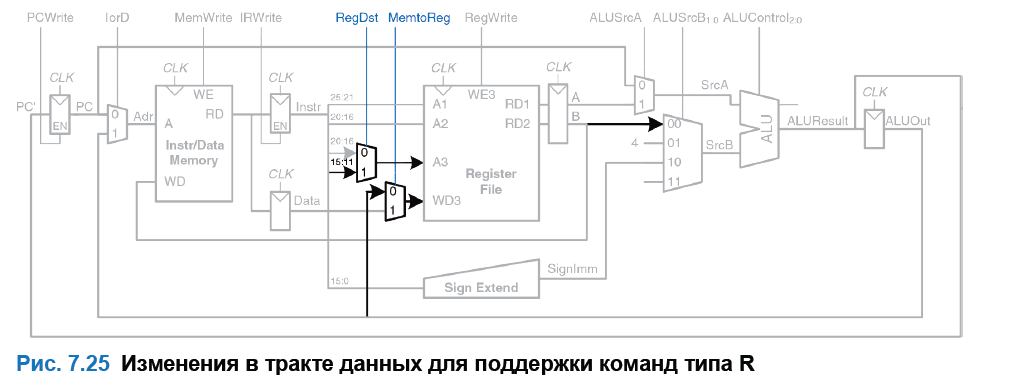 PCWrite IorD MemWrite IRWrite RegDst MemtoReg RegWrite ALUSrcA ALUSrcB1:0 ALUControl2:0
CLK CLK CLK CLK CLK CLK
PC' PC EN 0 1 Adr
WE A RD Instr/Data Memory WD
EN Instr
CLK Data
25:21
20:16
20:16
15:11
0 1
0 1
WE3 A1 RD1 A2 RD2 A3 Register File WD3
A
B
0 1
SrcA
4
00
01
10
11
SrcB
ALU
ALUResult
ALUOut
15:0
Sign Extend
SignImm
Рис. 7.25 Изменения в тракте данных для поддержки команд типа R